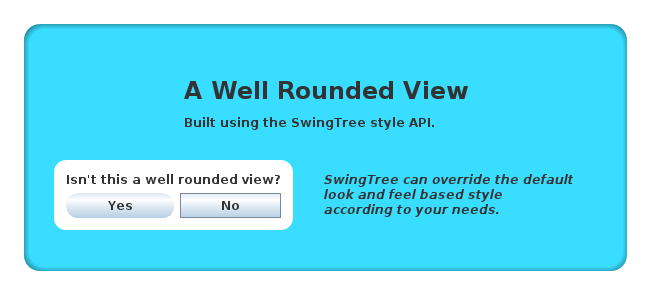 A Well Rounded View
Built using the SwingTree style API.
Isn't this a well rounded view?
Yes
No
SwingTree can override the default
look and feel based style
according to your needs.